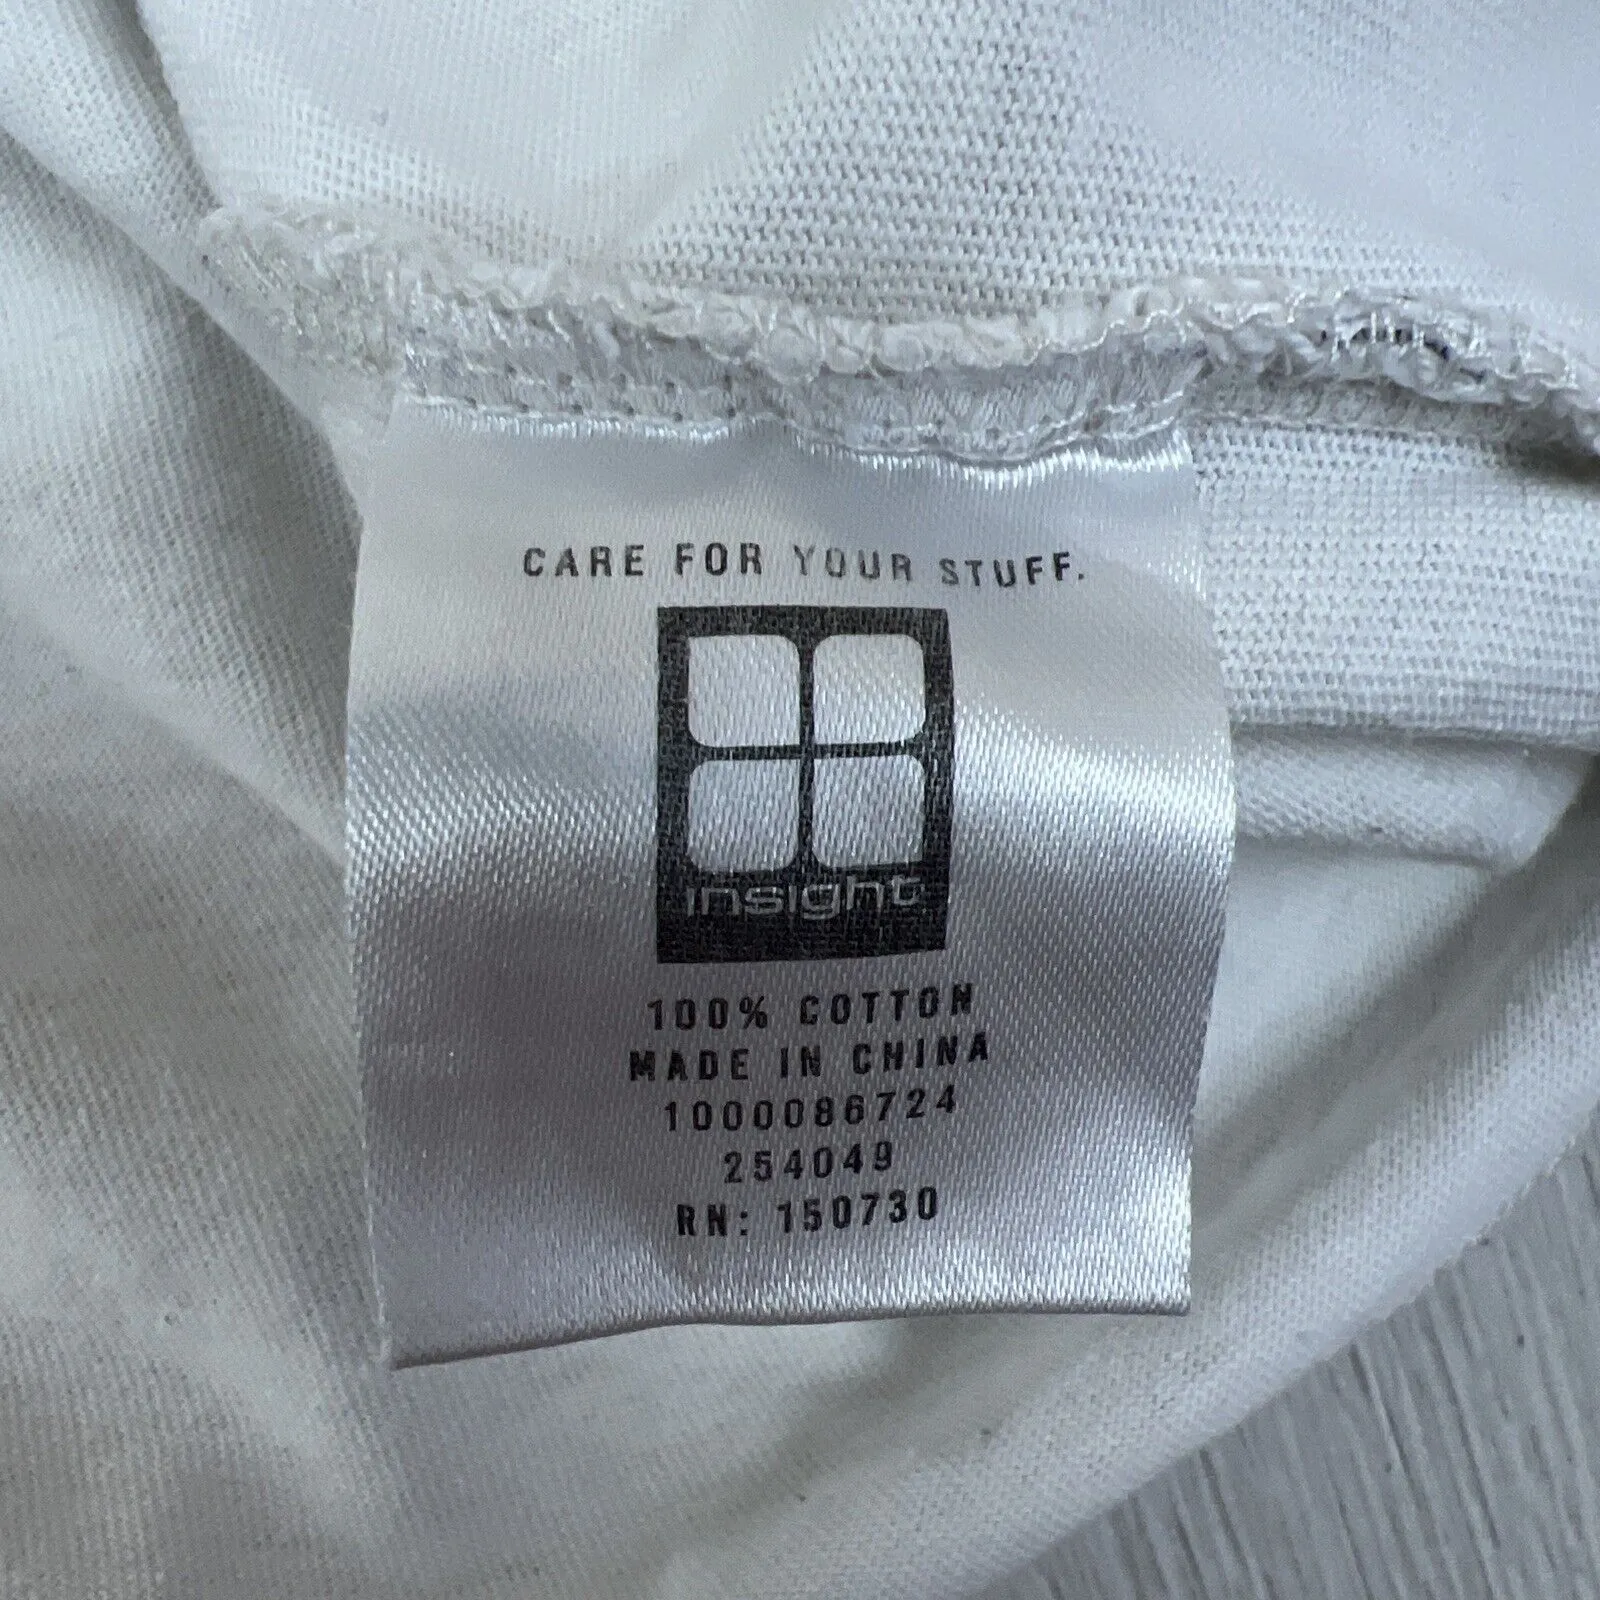 CARE FOR YOUR STUFF.
insight
100% COTTON
MADE IN CHINA
1000086724
254049
RN: 150730